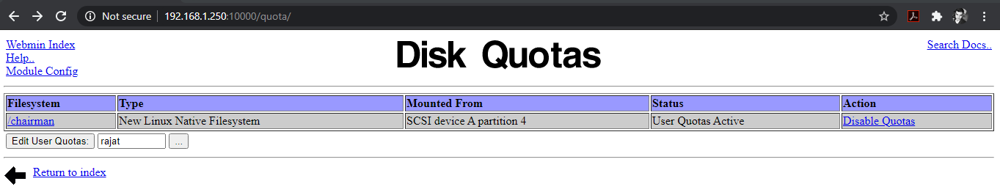 Not secure | 192.168.1.250:10000/quota/
Webmin Index
Help..
Module Config
Disk Quotas
Search Docs..
Filesystem Type Mounted From Status Action
/chairman New Linux Native Filesystem SCSI device A partition 4 User Quotas Active Disable Quotas
Edit User Quotas: rajat ...
Return to index